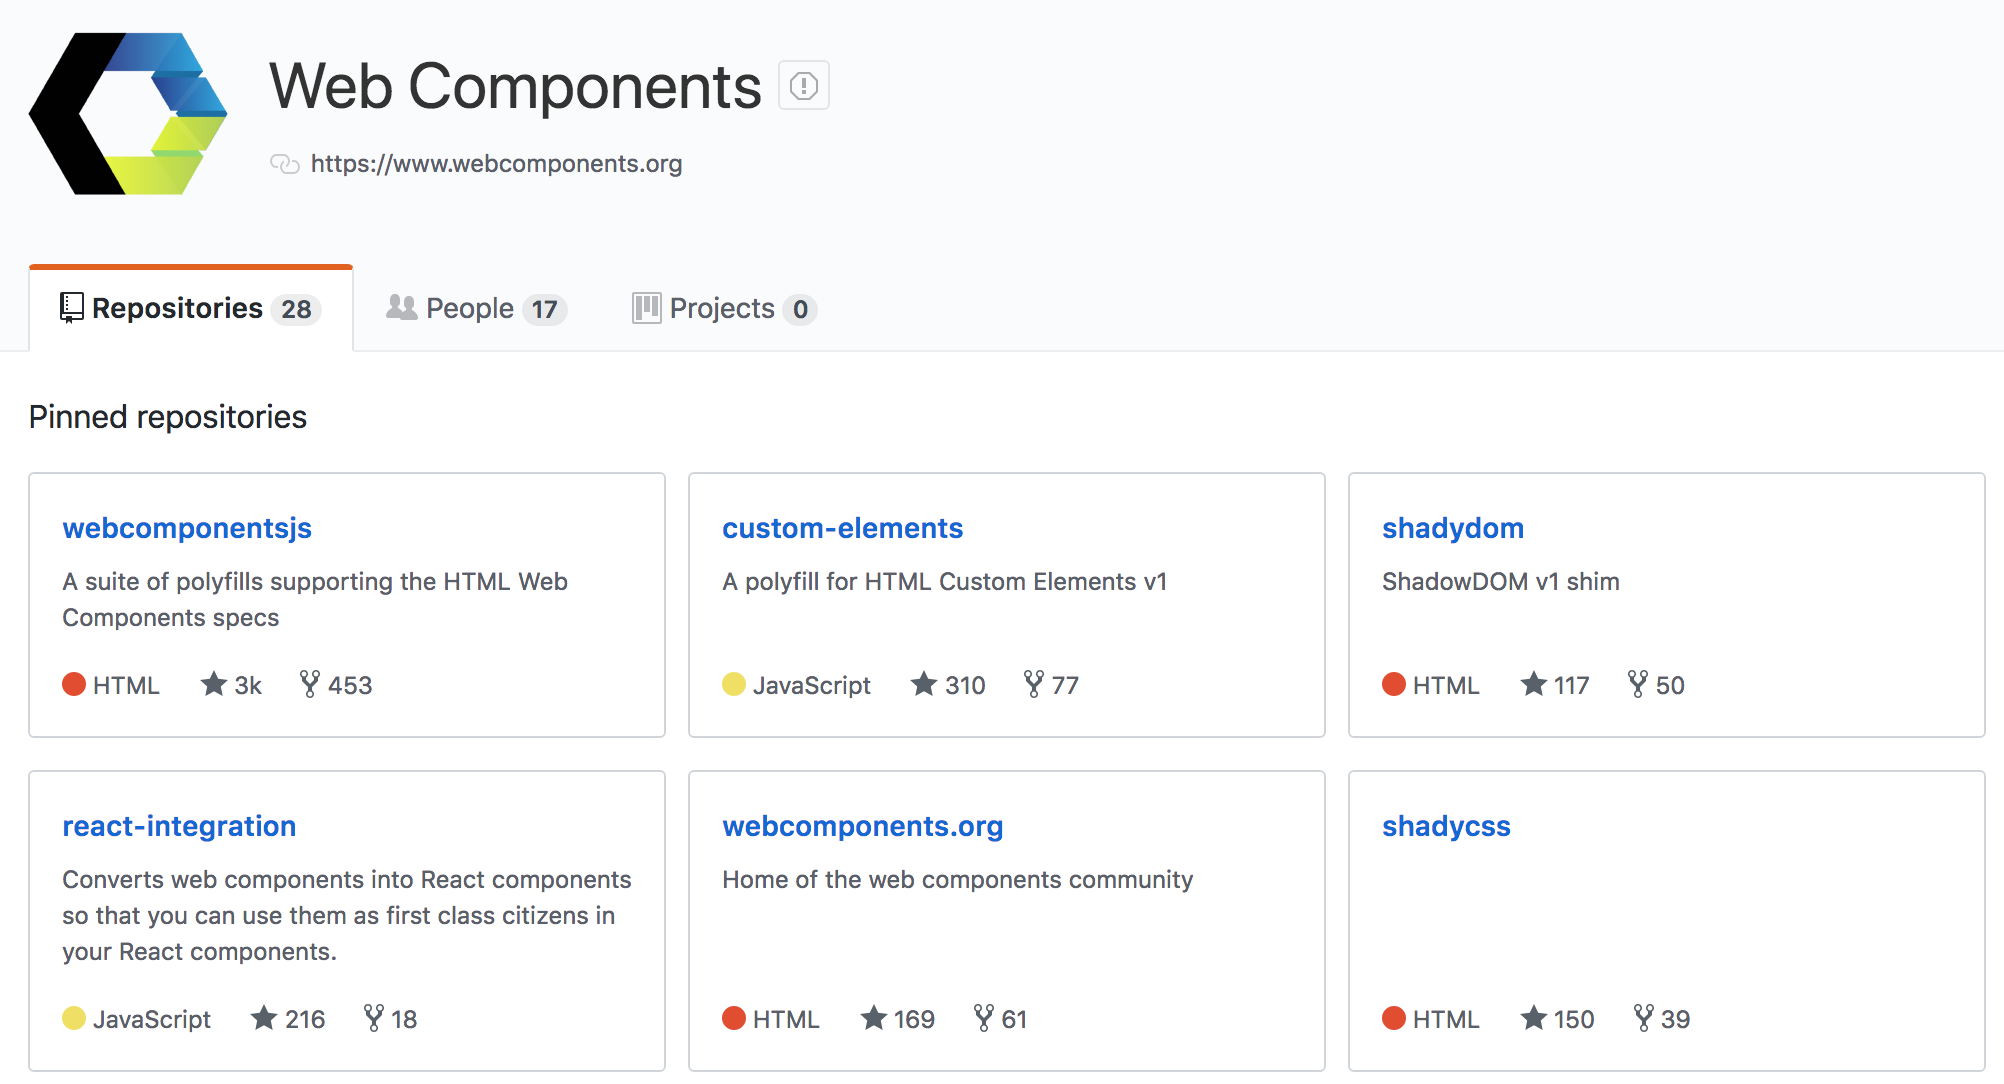 Web Components
https://www.webcomponents.org
Repositories 28 People 17 Projects 0
Pinned repositories
webcomponentsjs
A suite of polyfills supporting the HTML Web
Components specs
HTML 3k 453
custom-elements
A polyfill for HTML Custom Elements v1
JavaScript 310 77
shadydom
ShadowDOM v1 shim
HTML 117 50
react-integration
Converts web components into React components
so that you can use them as first class citizens in
your React components.
JavaScript 216 18
webcomponents.org
Home of the web components community
HTML 169 61
shadycss
HTML 150 39